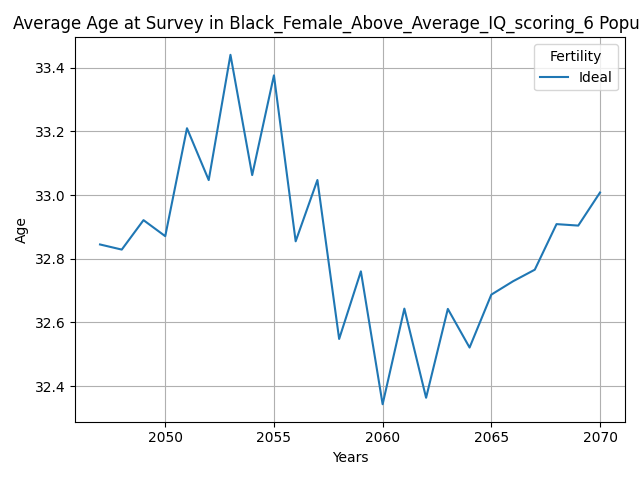 Average Age at Survey in Black_Female_Above_Average_IQ_scoring_6 Popu
Fertility
Ideal
33.4
33.2
33.0
32.8
32.6
32.4
Age
2050 2055 2060 2065 2070
Years